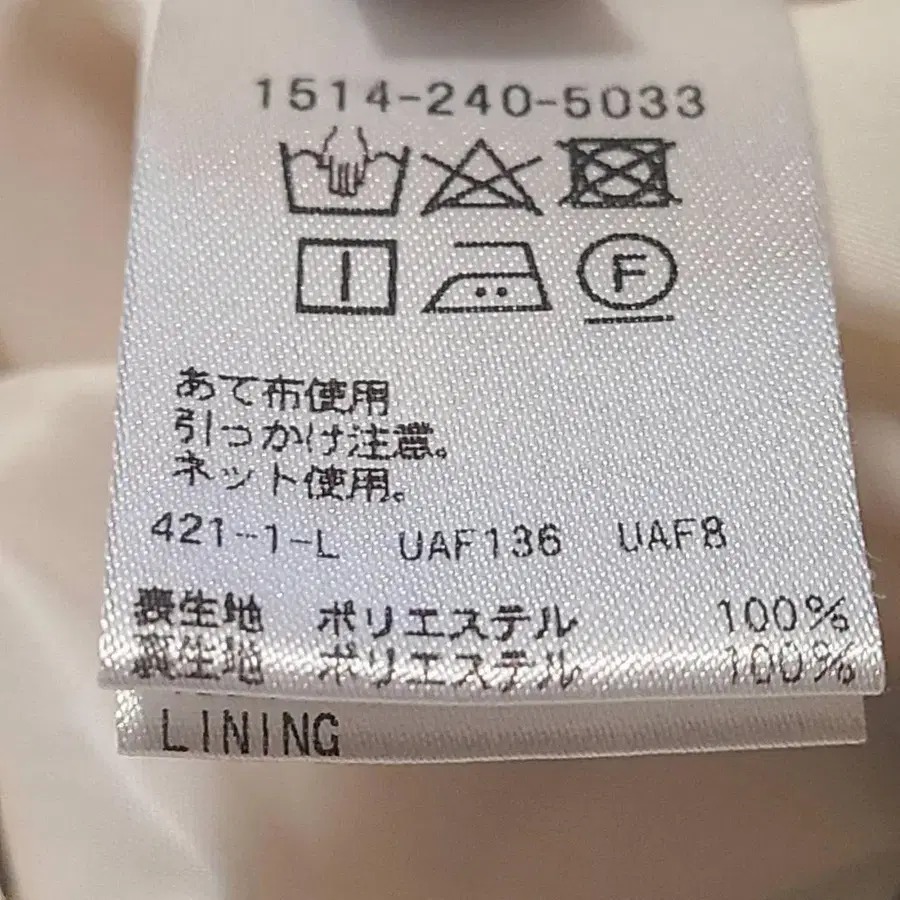 1514-240-5033
F
あて布使用
引っかけ注意。
ネット使用。
421-1-L UAF136 UAF8
表生地 ポリエステル 100%
裏生地 ポリエステル 100%
LINING